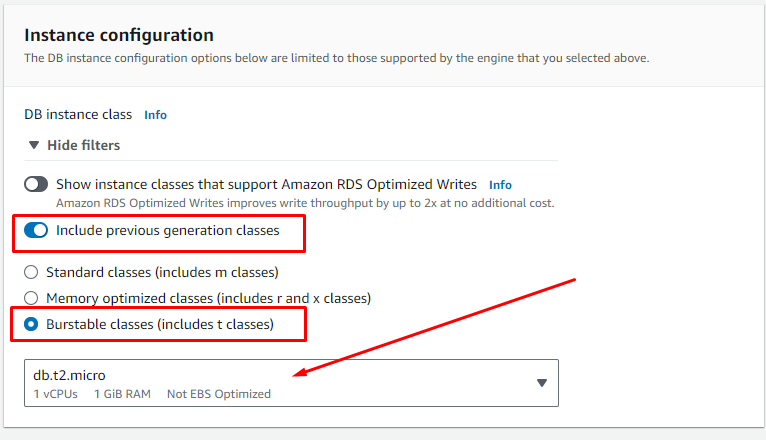 Instance configuration
The DB instance configuration options below are limited to those supported by the engine that you selected above.
DB instance class Info
Hide filters
Show instance classes that support Amazon RDS Optimized Writes Info
Amazon RDS Optimized Writes improves write throughput by up to 2x at no additional cost.
Include previous generation classes
Standard classes (includes m classes)
Memory optimized classes (includes r and x classes)
Burstable classes (includes t classes)
db.t2.micro
1 vCPUs 1 GiB RAM Not EBS Optimized